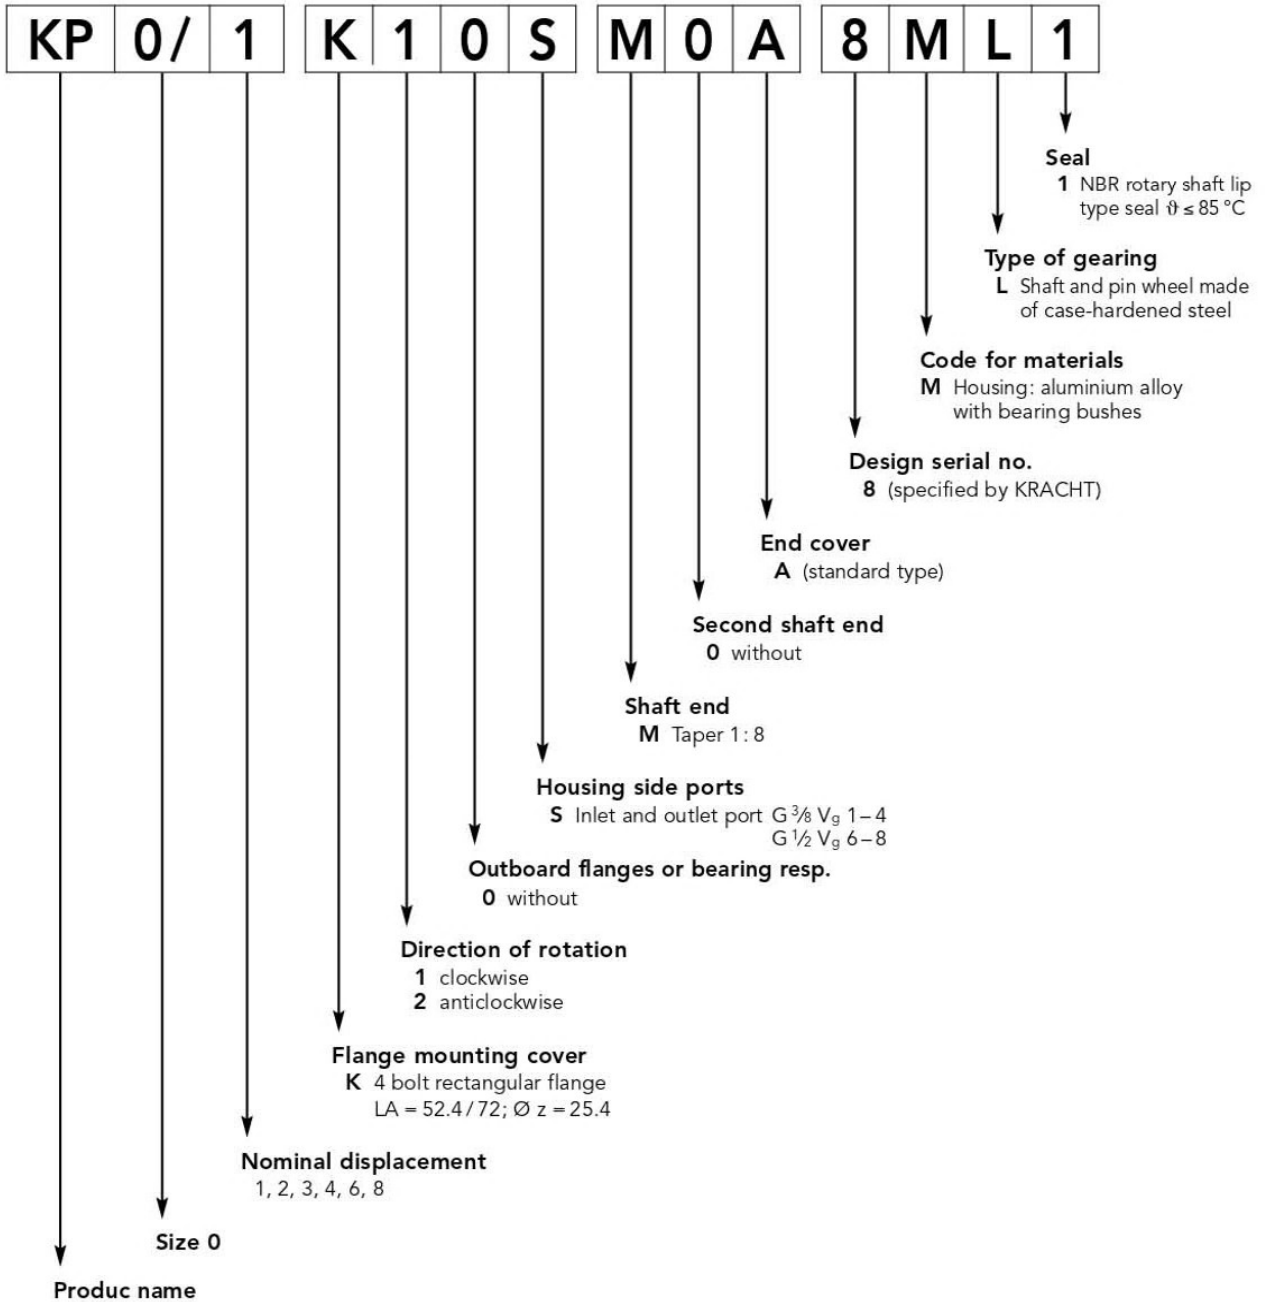 KP 0/ 1 K 1 0 S M 0 A 8 M L 1
Seal
1 NBR rotary shaft lip
type seal ϑ ≤ 85 °C
Type of gearing
L Shaft and pin wheel made
of case-hardened steel
Code for materials
M Housing: aluminium alloy
with bearing bushes
Design serial no.
8 (specified by KRACHT)
End cover
A (standard type)
Second shaft end
0 without
Shaft end
M Taper 1 : 8
Housing side ports
S Inlet and outlet port G 3/8 Vg 1 – 4
G 1/2 Vg 6 – 8
Outboard flanges or bearing resp.
0 without
Direction of rotation
1 clockwise
2 anticlockwise
Flange mounting cover
K 4 bolt rectangular flange
LA = 52.4 / 72; Ø z = 25.4
Nominal displacement
1, 2, 3, 4, 6, 8
Size 0
Produc name